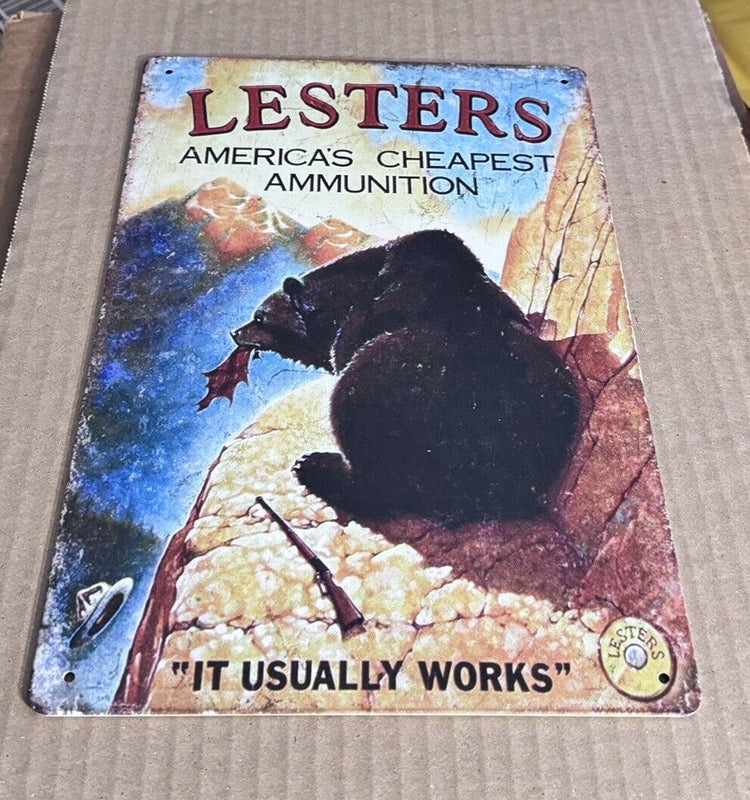 LESTERS
AMERICA'S CHEAPEST
AMMUNITION
"IT USUALLY WORKS"
LESTERS